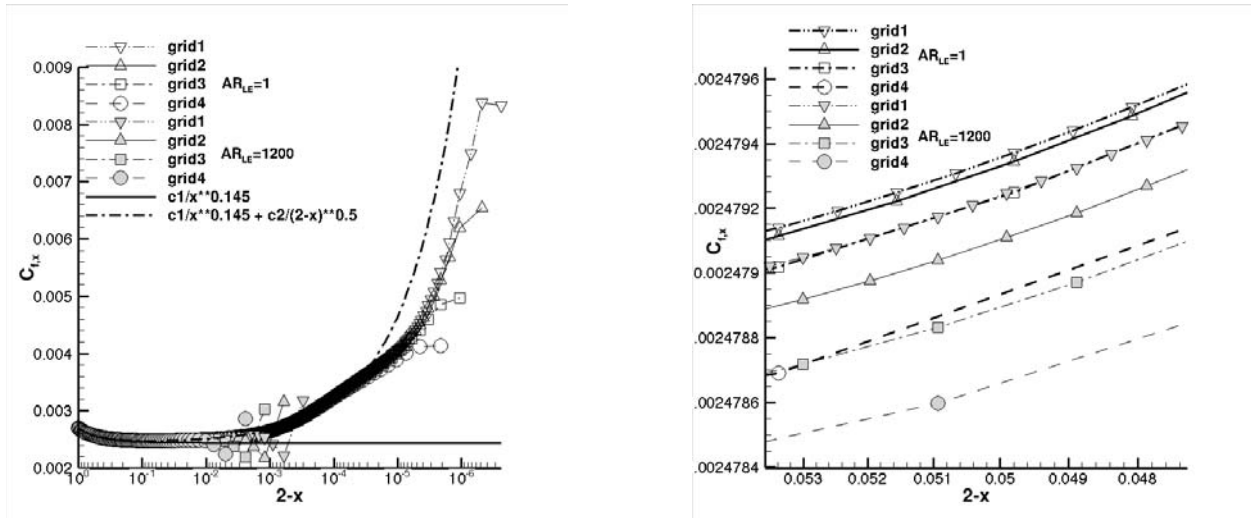 grid1
grid2
grid3 AR_LE=1
grid4
grid1
grid2
grid3 AR_LE=1200
grid4
c1/x**0.145
c1/x**0.145 + c2/(2-x)**0.5
0.009
0.008
0.007
0.006
0.005
0.004
0.003
0.002
C_f,x
10^0 10^-1 10^-2 10^-3 10^-4 10^-5 10^-6
2-x
grid1
grid2 AR_LE=1
grid3
grid4
grid1
grid2 AR_LE=1200
grid3
grid4
.0024796
.0024794
.0024792
.002479
.0024788
.0024786
.0024784
C_f,x
0.053 0.052 0.051 0.05 0.049 0.048
2-x